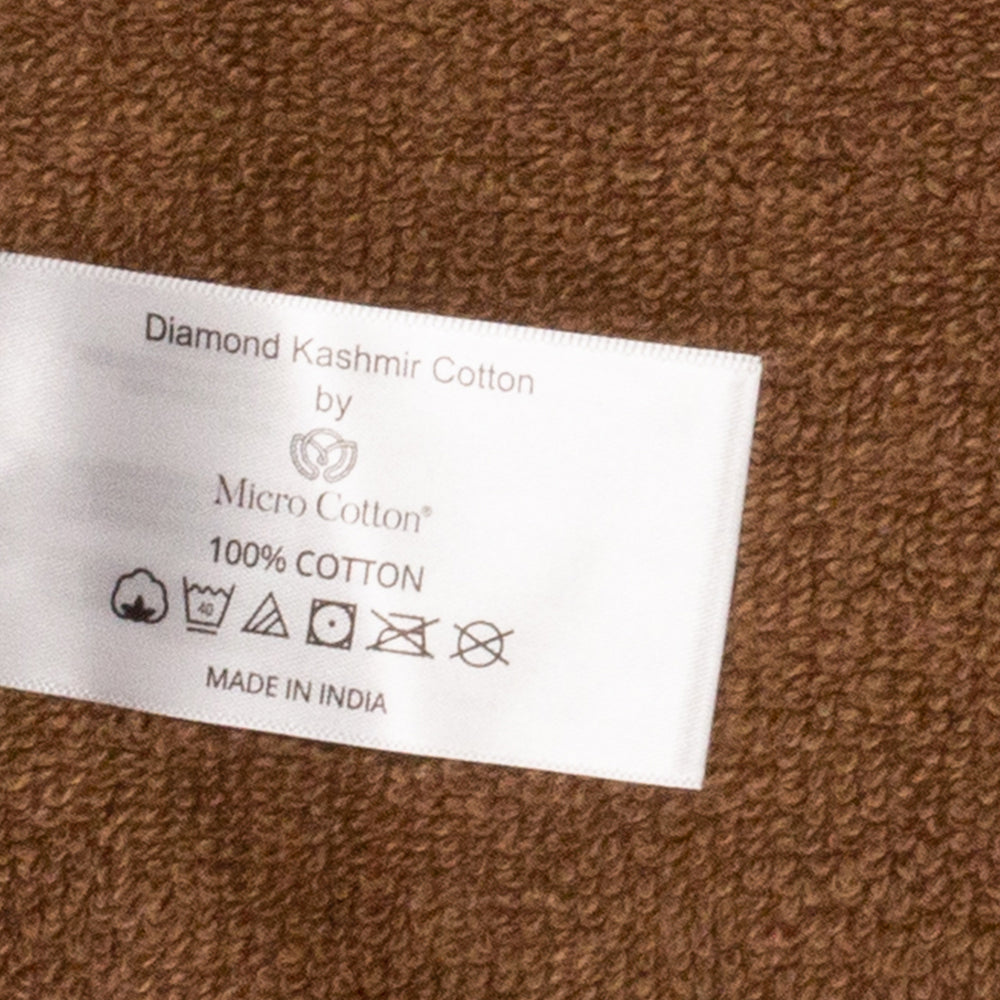 Diamond Kashmir Cotton
by
Micro Cotton®
100% COTTON
40
MADE IN INDIA